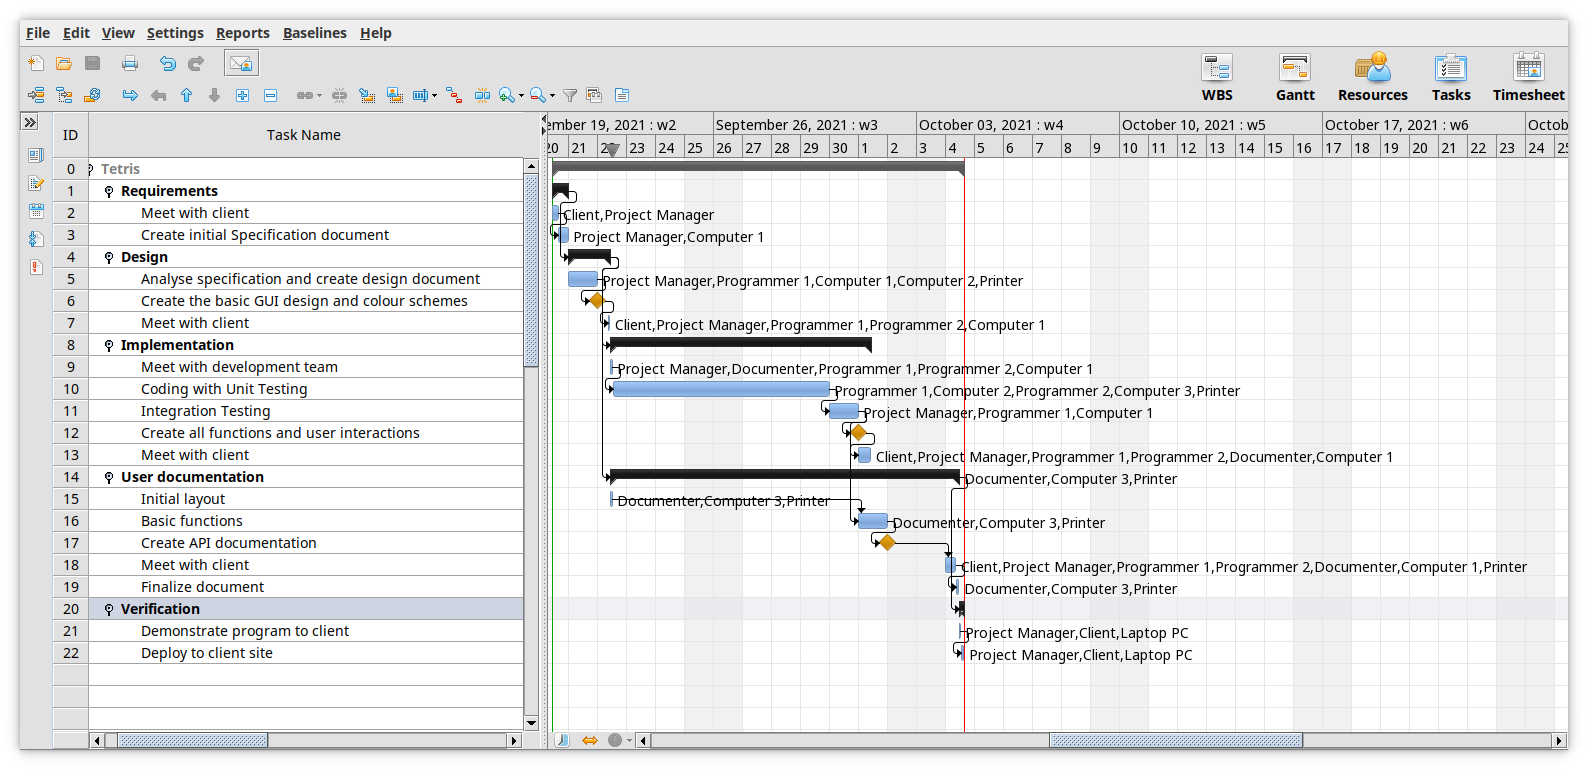 File Edit View Settings Reports Baselines Help
WBS Gantt Resources Tasks Timesheet
ID Task Name
ember 19, 2021 : w2 September 26, 2021 : w3 October 03, 2021 : w4 October 10, 2021 : w5 October 17, 2021 : w6 Octob
20 21 22 23 24 25 26 27 28 29 30 1 2 3 4 5 6 7 8 9 10 11 12 13 14 15 16 17 18 19 20 21 22 23 24 25
0 Tetris
1 Requirements
2 Meet with client Client,Project Manager
3 Create initial Specification document Project Manager,Computer 1
4 Design
5 Analyse specification and create design document Project Manager,Programmer 1,Computer 1,Computer 2,Printer
6 Create the basic GUI design and colour schemes
7 Meet with client Client,Project Manager,Programmer 1,Programmer 2,Computer 1
8 Implementation
9 Meet with development team Project Manager,Documenter,Programmer 1,Programmer 2,Computer 1
10 Coding with Unit Testing Programmer 1,Computer 2,Programmer 2,Computer 3,Printer
11 Integration Testing Project Manager,Programmer 1,Computer 1
12 Create all functions and user interactions
13 Meet with client Client,Project Manager,Programmer 1,Programmer 2,Documenter,Computer 1
14 User documentation Documenter,Computer 3,Printer
15 Initial layout Documenter,Computer 3,Printer
16 Basic functions Documenter,Computer 3,Printer
17 Create API documentation
18 Meet with client Client,Project Manager,Programmer 1,Programmer 2,Documenter,Computer 1,Printer
19 Finalize document Documenter,Computer 3,Printer
20 Verification
21 Demonstrate program to client Project Manager,Client,Laptop PC
22 Deploy to client site Project Manager,Client,Laptop PC